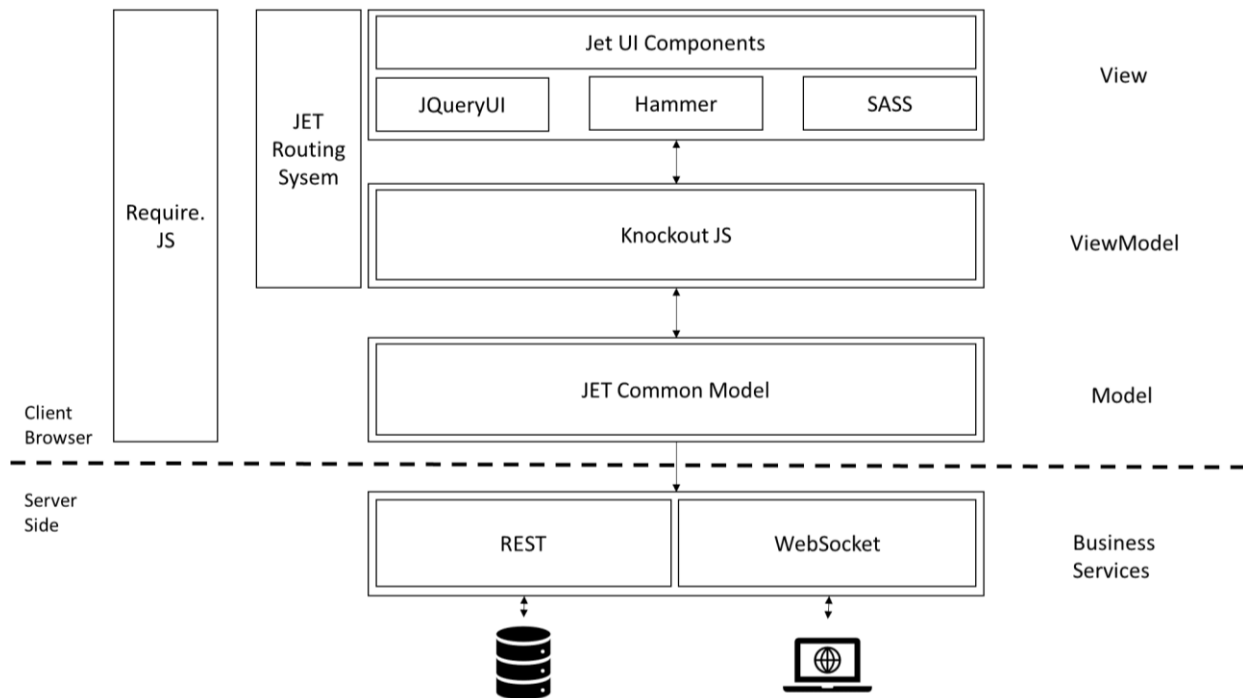 Jet UI Components
View
JQueryUI
Hammer
SASS
JET
Routing
Sysem
Require.
JS
Knockout JS
ViewModel
JET Common Model
Model
Client
Browser
Server
Side
REST
WebSocket
Business
Services